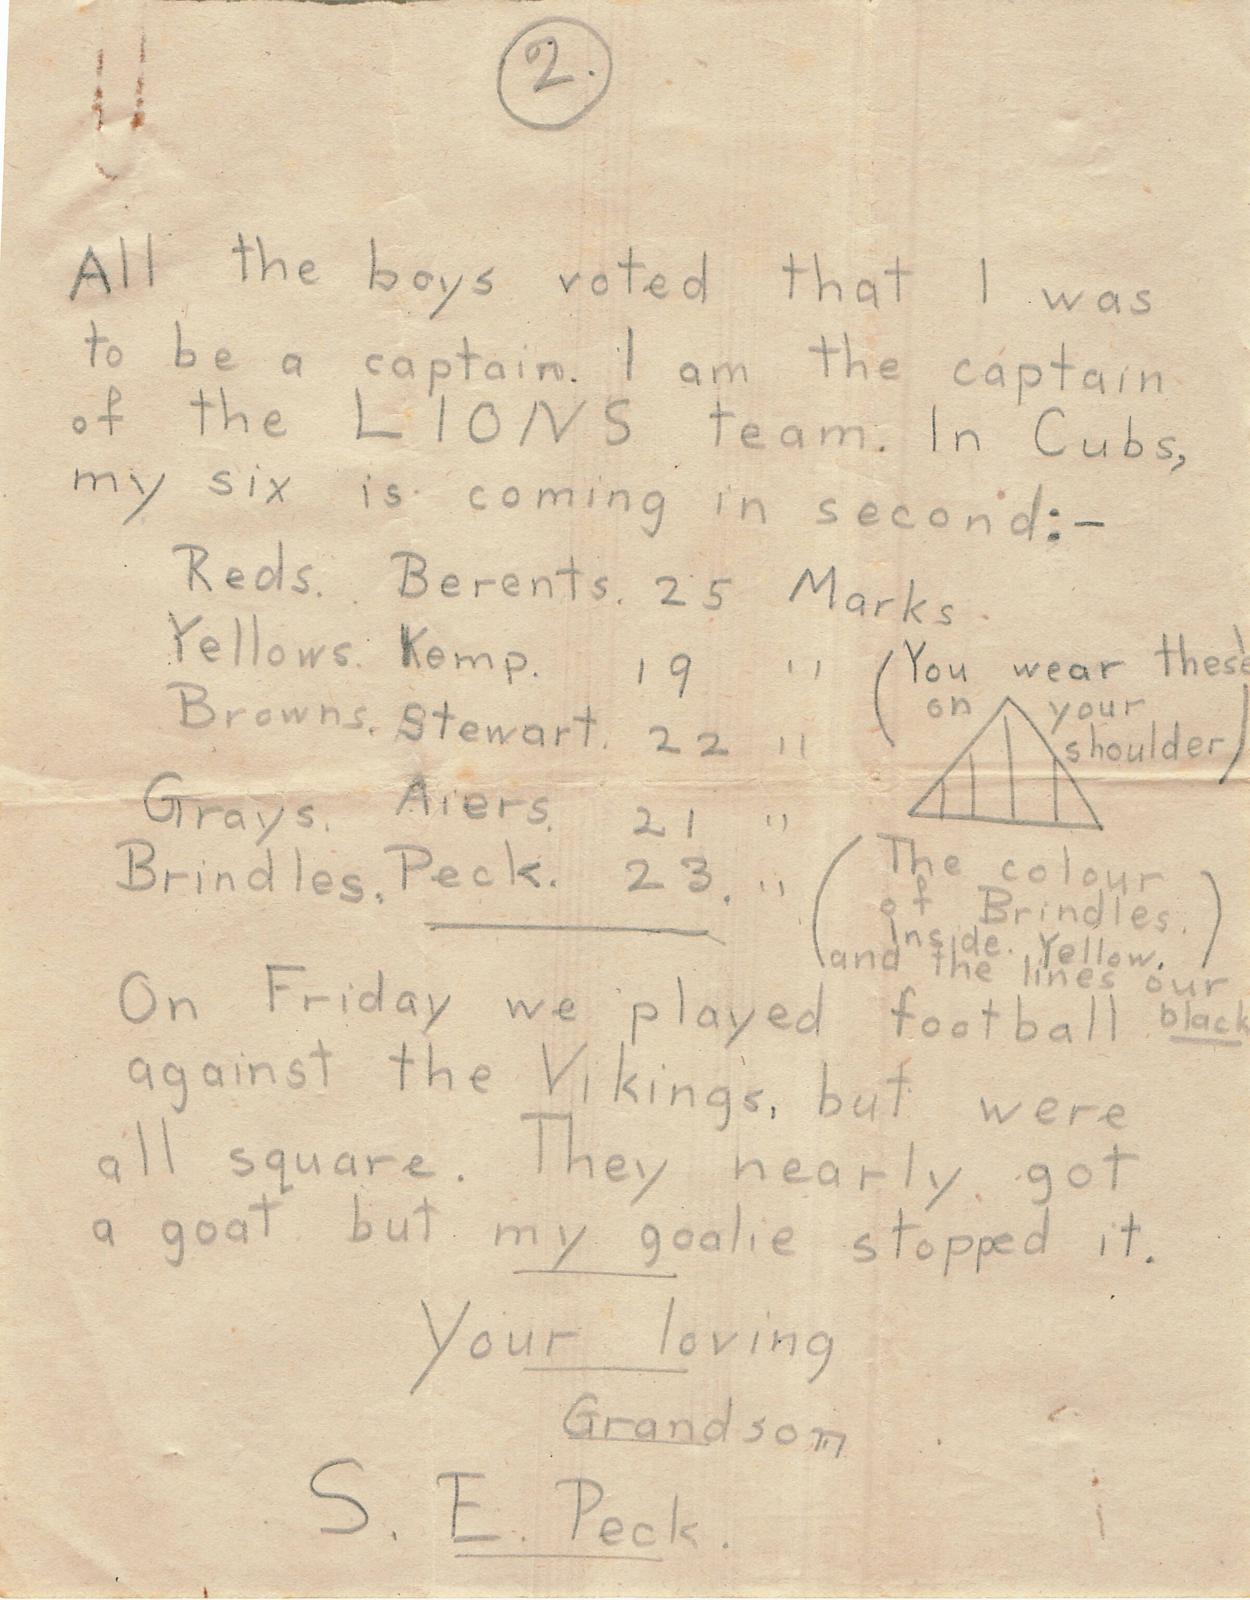 2.
All the boys voted that I was
to be a captain. I am the captain
of the LIONS team. In Cubs,
my six is coming in second:-
Reds. Berents. 25 Marks
Yellows. Kemp. 19 "
Browns. Stewart. 22 "
(You wear these
on your
shoulder)
Grays. Aiers. 21 "
Brindles. Peck. 23. "
(The colour
of Brindles.
Inside. Yellow.)
and the lines our
black
On Friday we played football
against the Vikings, but were
all square. They nearly got
a goat but my goalie stopped it.
Your loving
Grandsom
S. E. Peck.